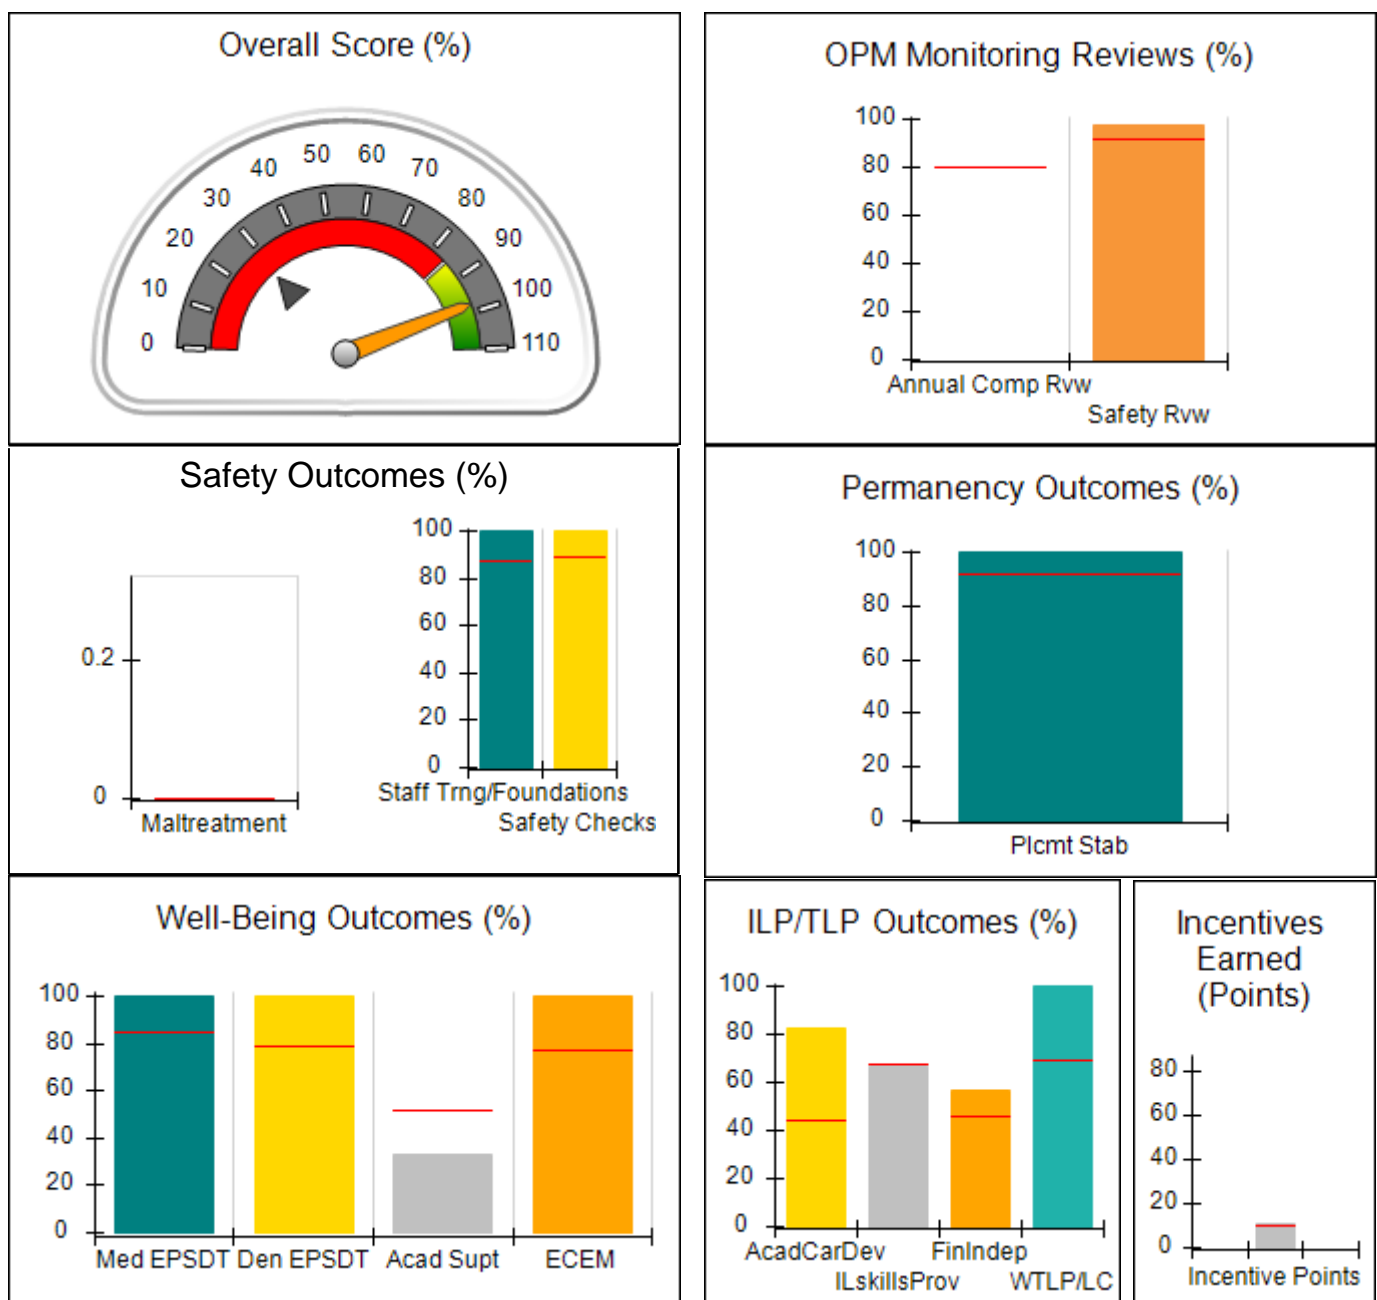 Overall Score (%)
0
10
20
30
40
50
60
70
80
90
100
110
OPM Monitoring Reviews (%)
100
80
60
40
20
0
Annual Comp Rvw
Safety Rvw
Safety Outcomes (%)
0.2
0
Maltreatment
100
80
60
40
20
0
Staff Trng/Foundations
Safety Checks
Permanency Outcomes (%)
100
80
60
40
20
0
Plcmt Stab
Well-Being Outcomes (%)
100
80
60
40
20
0
Med EPSDT
Den EPSDT
Acad Supt
ECEM
ILP/TLP Outcomes (%)
100
80
60
40
20
0
AcadCarDev
ILskillsProv
FinIndep
WTLP/LC
Incentives
Earned
(Points)
80
60
40
20
0
Incentive Points